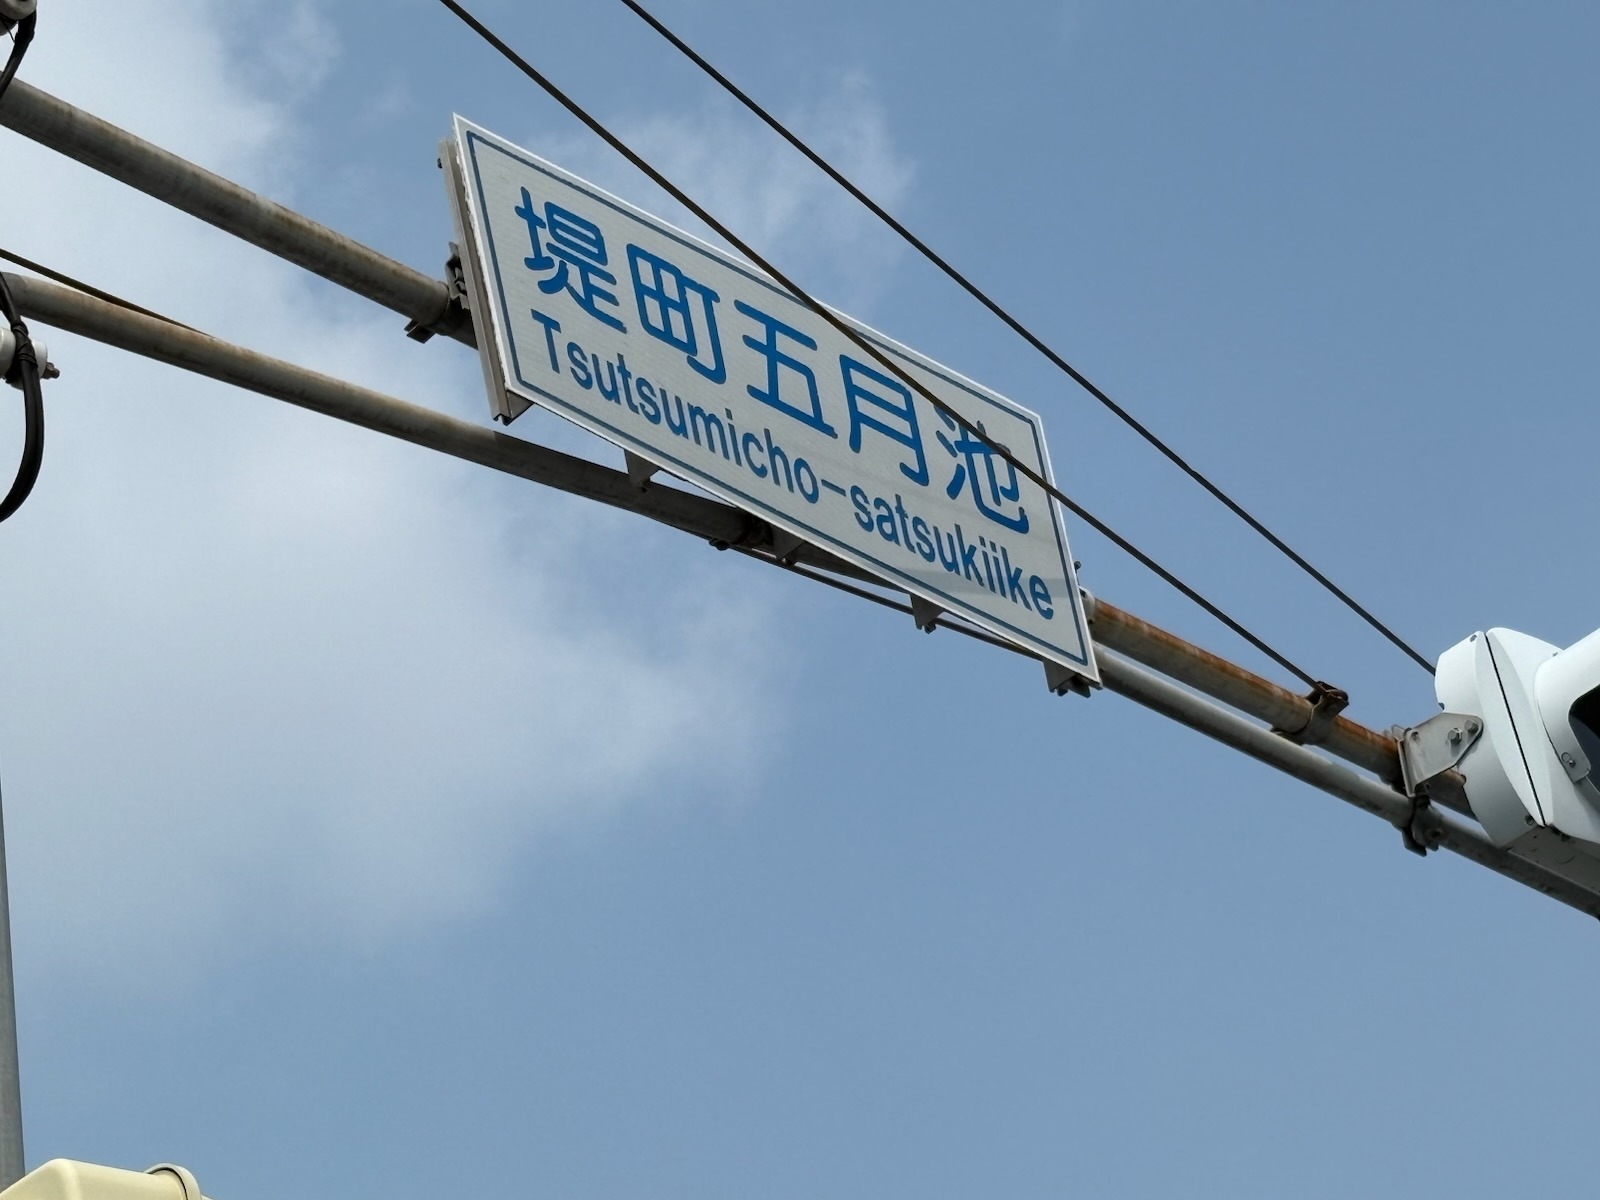 堤町五月池
Tsutsumicho-satsukiike